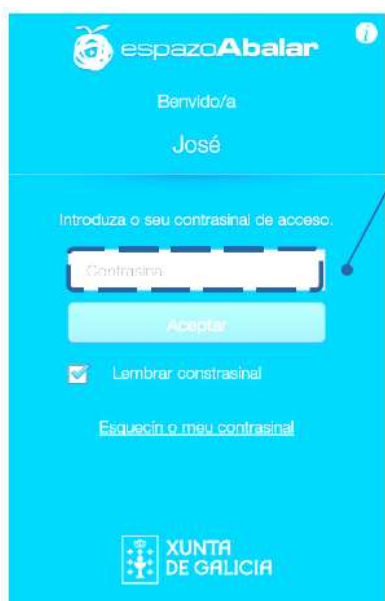 espazoAbalar
i
Benvido/a
José
Introduza o seu contrasinal de acceso.
Contrasinal
Aceptar
Lembrar constrasinal
Esquecín o meu contrasinal
XUNTA
DE GALICIA